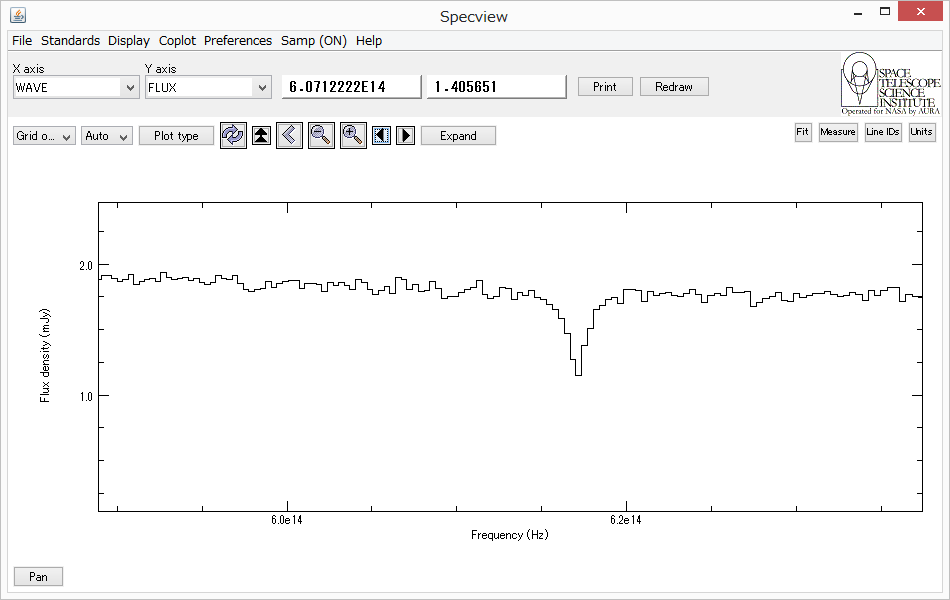 Specview
File Standards Display Coplot Preferences Samp (ON) Help
X axis Y axis
WAVE FLUX 6.0712222E14 1.405651 Print Redraw
SPACE
TELESCOPE
SCIENCE
INSTITUTE
Operated for NASA by AURA
Grid o... Auto Plot type Expand Fit Measure Line IDs Units
2.0
Flux density (mJy)
1.0
6.0e14 6.2e14
Frequency (Hz)
Pan